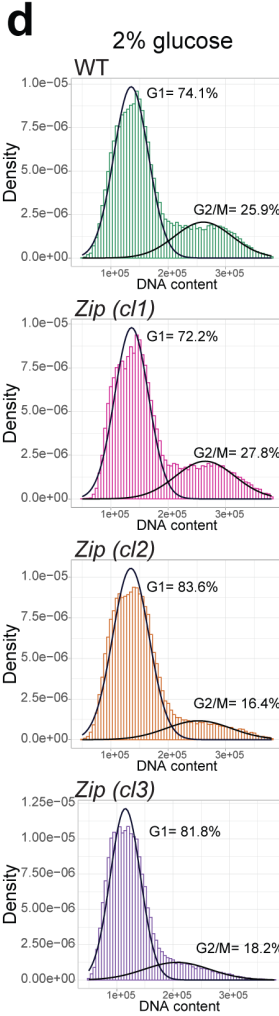 d
2% glucose
WT
1.0e−05
7.5e−06
5.0e−06
2.5e−06
0.0e+00
Density
G1= 74.1%
G2/M= 25.9%
1e+05 2e+05 3e+05
DNA content
Zip (cl1)
1.0e−05
7.5e−06
5.0e−06
2.5e−06
0.0e+00
Density
G1= 72.2%
G2/M= 27.8%
1e+05 2e+05 3e+05
DNA content
Zip (cl2)
1.0e−05
7.5e−06
5.0e−06
2.5e−06
0.0e+00
Density
G1= 83.6%
G2/M= 16.4%
1e+05 2e+05 3e+05
DNA content
Zip (cl3)
1.25e−05
1.00e−05
7.50e−06
5.00e−06
2.50e−06
0.00e+00
Density
G1= 81.8%
G2/M= 18.2%
1e+05 2e+05 3e+05
DNA content